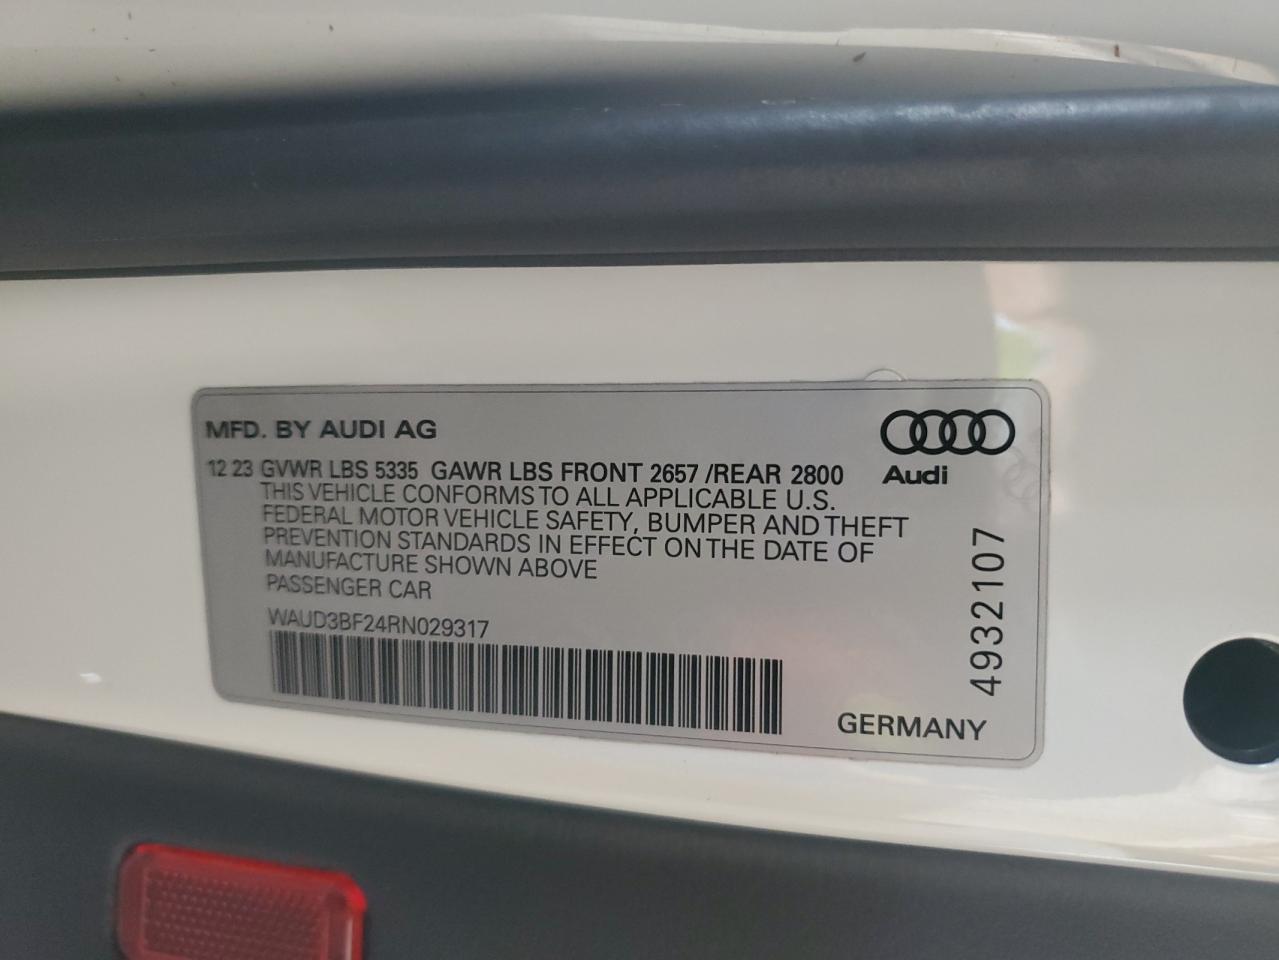 MFD. BY AUDI AG
Audi
12 23 GVWR LBS 5335 GAWR LBS FRONT 2657 /REAR 2800
THIS VEHICLE CONFORMS TO ALL APPLICABLE U.S.
FEDERAL MOTOR VEHICLE SAFETY, BUMPER AND THEFT
PREVENTION STANDARDS IN EFFECT ON THE DATE OF
MANUFACTURE SHOWN ABOVE
PASSENGER CAR
WAUD3BF24RN029317
4932107
GERMANY